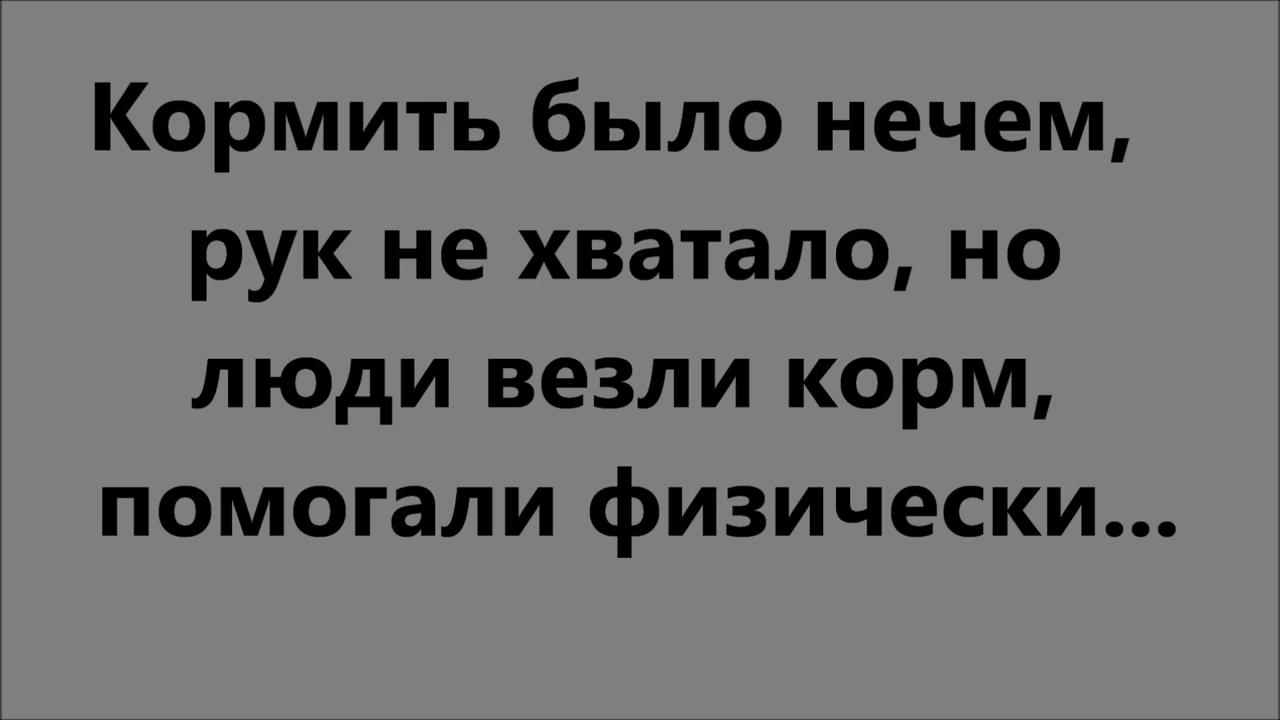 Кормить было нечем,
рук не хватало, но
люди везли корм,
помогали физически...